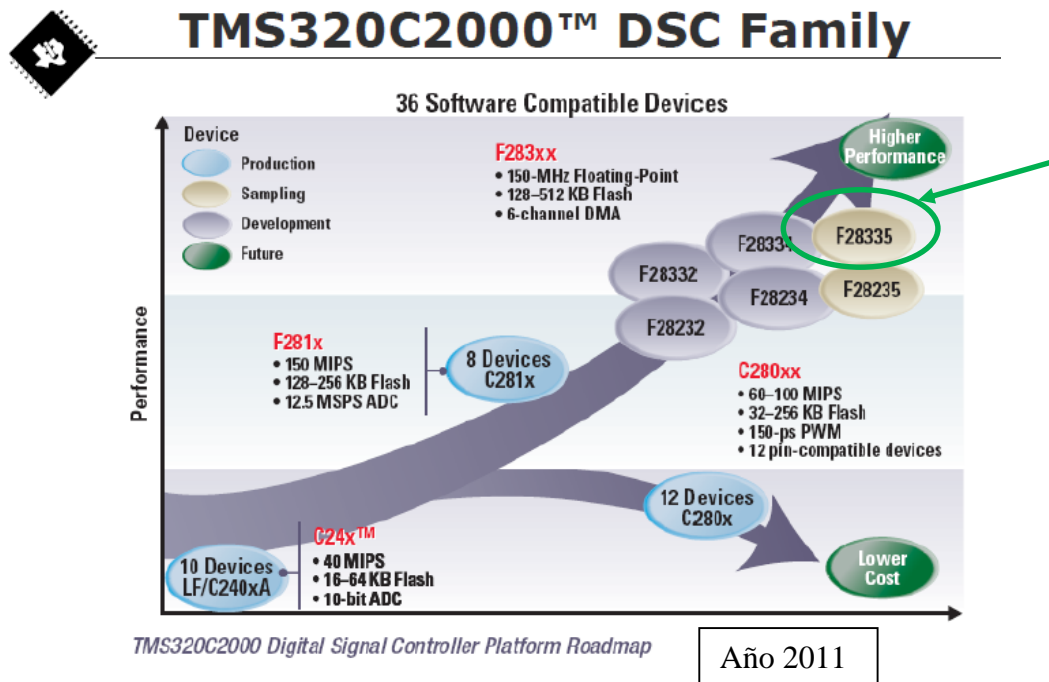 TMS320C2000™ DSC Family
36 Software Compatible Devices
Device
Production
Sampling
Development
Future
F283xx
• 150-MHz Floating-Point
• 128–512 KB Flash
• 6-channel DMA
Higher
Performance
F28334
F28335
F28332
F28234
F28235
F28232
F281x
• 150 MIPS
• 128–256 KB Flash
• 12.5 MSPS ADC
8 Devices
C281x
C280xx
• 60–100 MIPS
• 32–256 KB Flash
• 150-ps PWM
• 12 pin-compatible devices
Performance
12 Devices
C280x
C24x™
• 40 MIPS
• 16–64 KB Flash
• 10-bit ADC
10 Devices
LF/C240xA
Lower
Cost
TMS320C2000 Digital Signal Controller Platform Roadmap
Año 2011